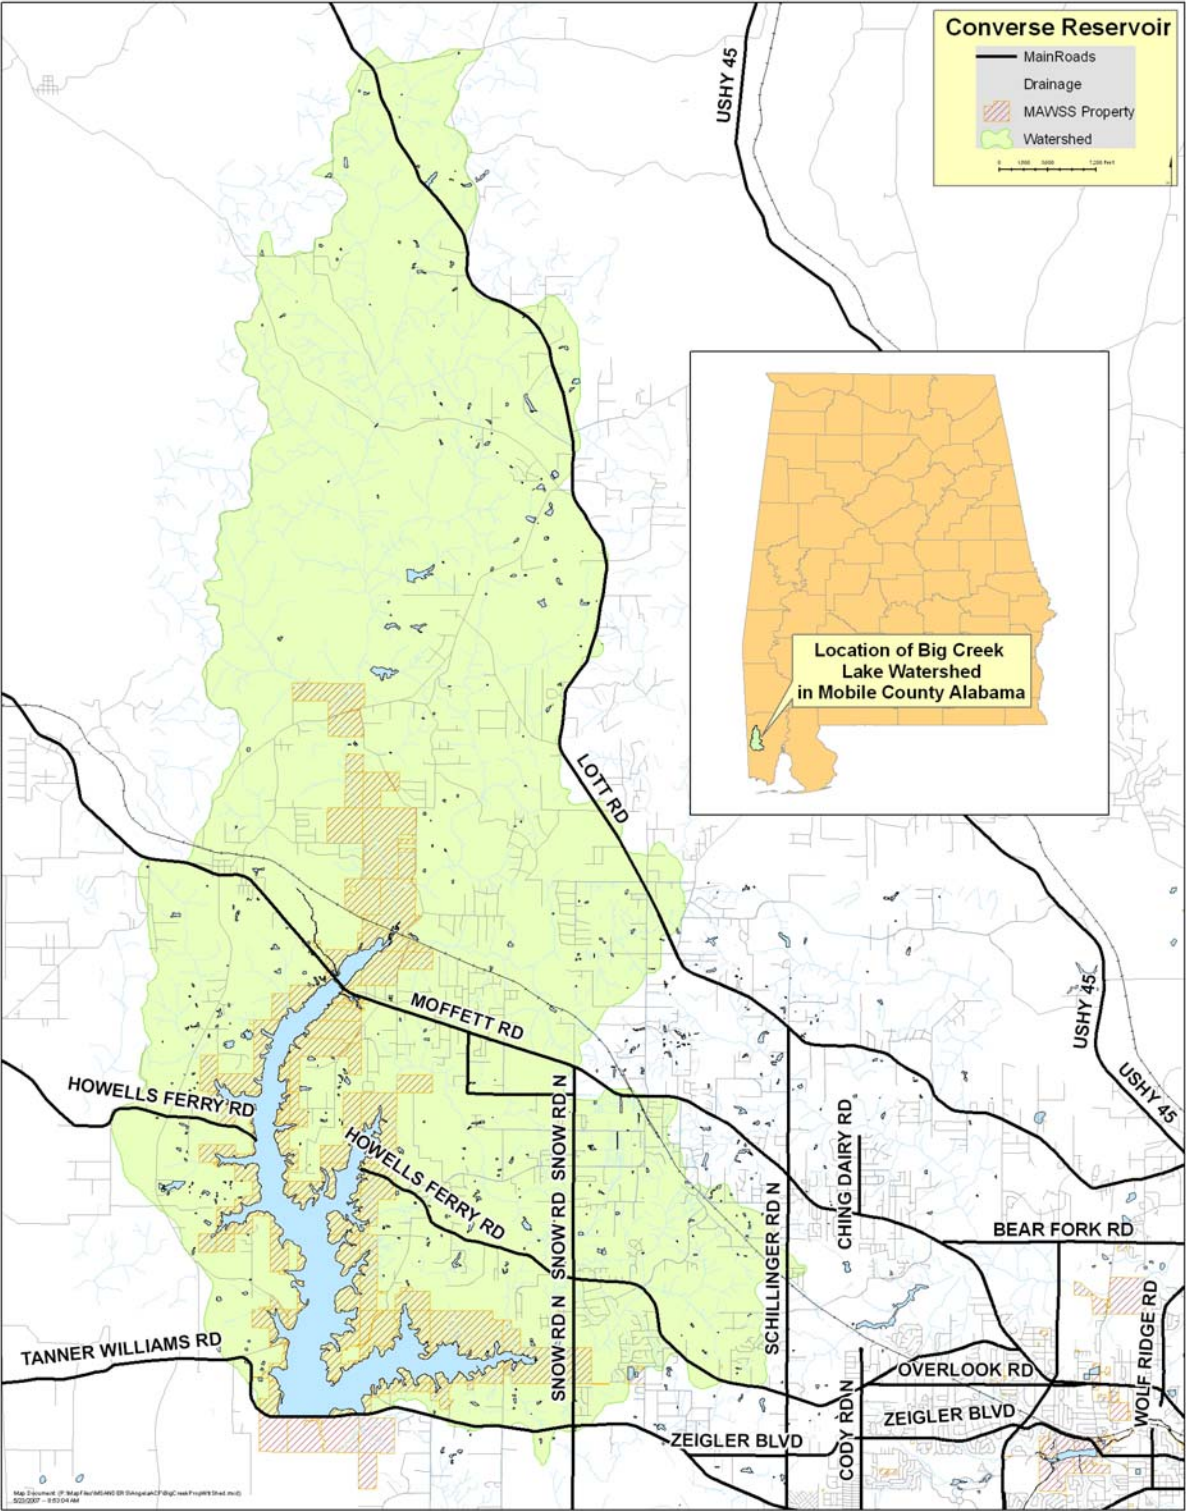 Converse Reservoir
MainRoads
Drainage
MAWSS Property
Watershed
USHY 45
Location of Big Creek
Lake Watershed
in Mobile County Alabama
LOTT RD
MOFFETT RD
USHY 45
USHY 45
HOWELLS FERRY RD
HOWELLS FERRY RD
SNOW RD N
SNOW RD N
SNOW RD
SNOW RD N
SCHILLINGER RD N
CHING DAIRY RD
BEAR FORK RD
WOLF RIDGE RD
TANNER WILLIAMS RD
OVERLOOK RD
ZEIGLER BLVD
ZEIGLER BLVD
CODY RD N